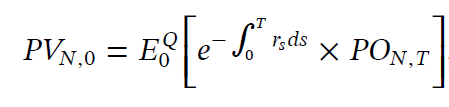 PV_{N,0} = E_0^Q [ e^{-∫_0^T r_s ds} × PO_{N,T} ].